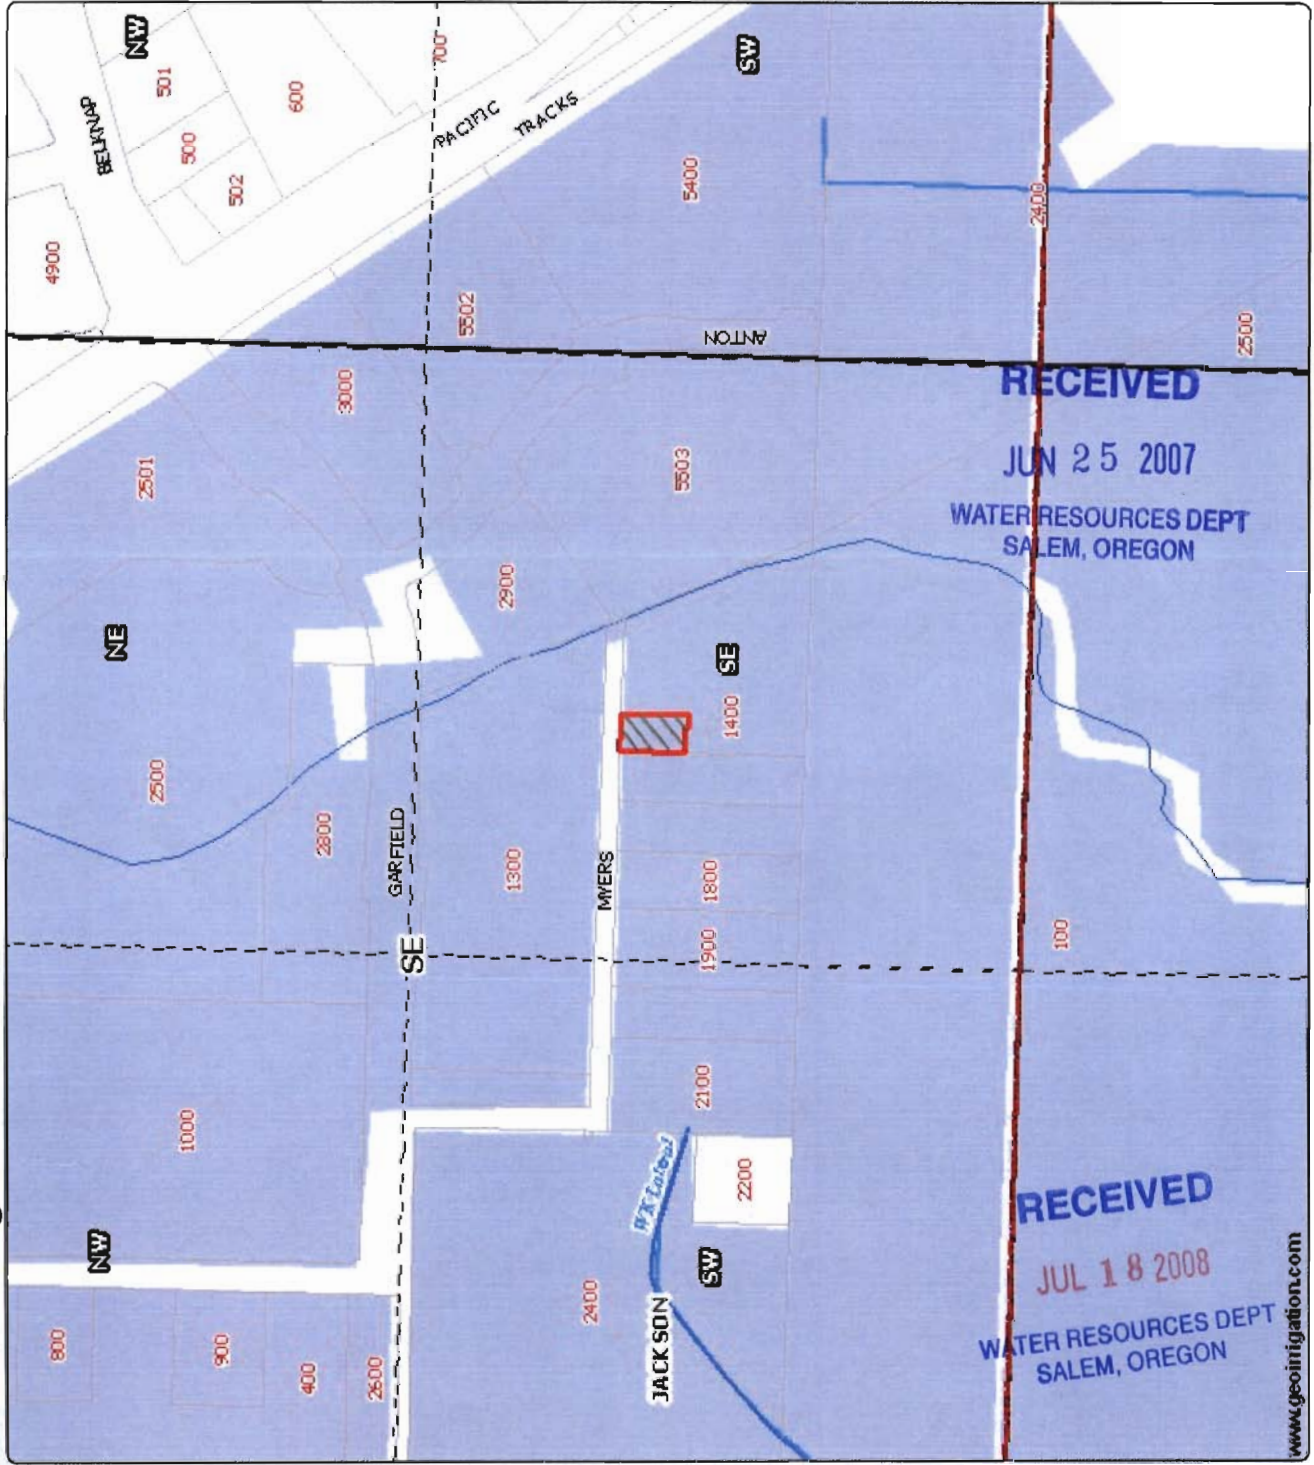 NW
BELKNAP
501
500
502
600
700
4900
PACIFIC
TRACKS
SW
5400
2400
5502
ANTON
2500
3000
2501
5503
RECEIVED
JUN 25 2007
WATER RESOURCES DEPT
SALEM, OREGON
NE
2900
SE
1400
2500
2800
GARFIELD
1300
MYERS
1800
1900
SE
100
1000
2100
2200
NW
SW
800
900
400
2600
2400
JACKSON
RECEIVED
JUL 18 2008
WATER RESOURCES DEPT
SALEM, OREGON
www.geoirrigation.com